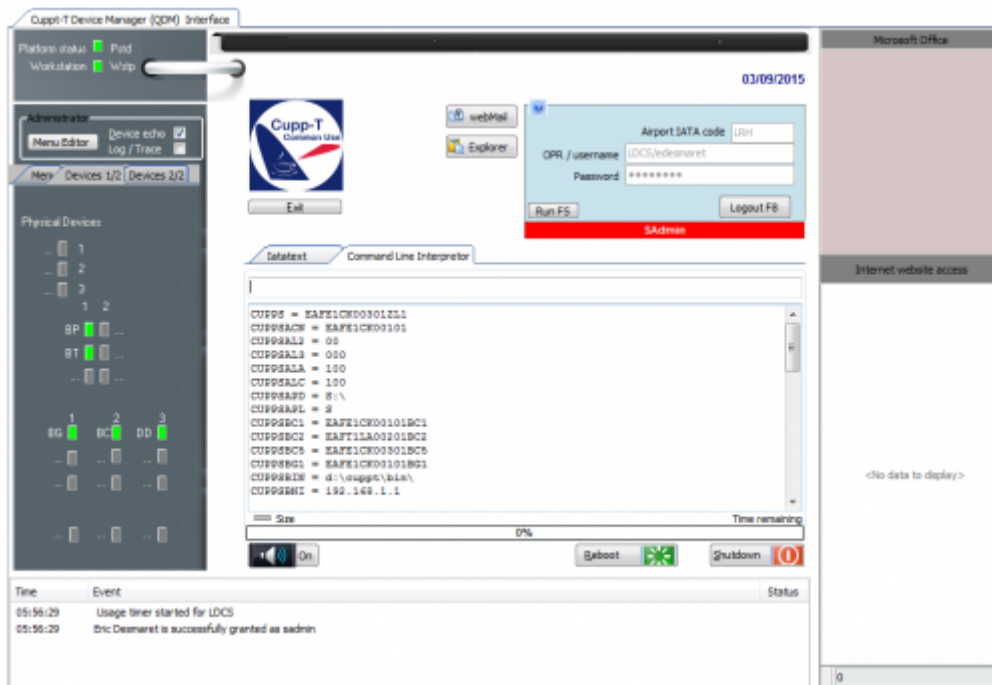 Cuppt-T Device Manager (QDM) Interface
Platform status Pstd
Workstation Wstp
Microsoft Office
03/09/2015
Cupp-T
Common Use
webMail
Explorer
Airport IATA code LRH
OPR / username LDCS/edesmaret
Password ********
Run F5
Logout F8
SAdmin
Exit
Administrator
Menu Editor
Device echo
Log / Trace
Men
Devices 1/2
Devices 2/2
Physical Devices
... 1
... 2
... 3
1 2
BP ...
BT ...
... ...
1 2 3
BG BC DD
... ... ...
... ... ...
... ... ...
Iatatext
Command Line Interpretor
CUPPS = EAFE1CK00301ZL1
CUPPSACN = EAFE1CK00101
CUPPSAL2 = 00
CUPPSAL3 = 000
CUPPSALA = 100
CUPPSALC = 100
CUPPSAPD = S:\
CUPPSAPL = S
CUPPSBC1 = EAFE1CK00101BC1
CUPPSBC2 = EAFT1LA00201BC2
CUPPSBC5 = EAFE1CK00301BC5
CUPPSBG1 = EAFE1CK00101BG1
CUPPSBIN = d:\cuppt\bin\
CUPPSBNI = 192.168.1.1
Size
Time remaining
0%
On
Reboot
Shutdown
Internet website access
<No data to display>
Time Event Status
05:56:29 Usage timer started for LDCS
05:56:29 Eric Desmaret is successfully granted as sadmin
0